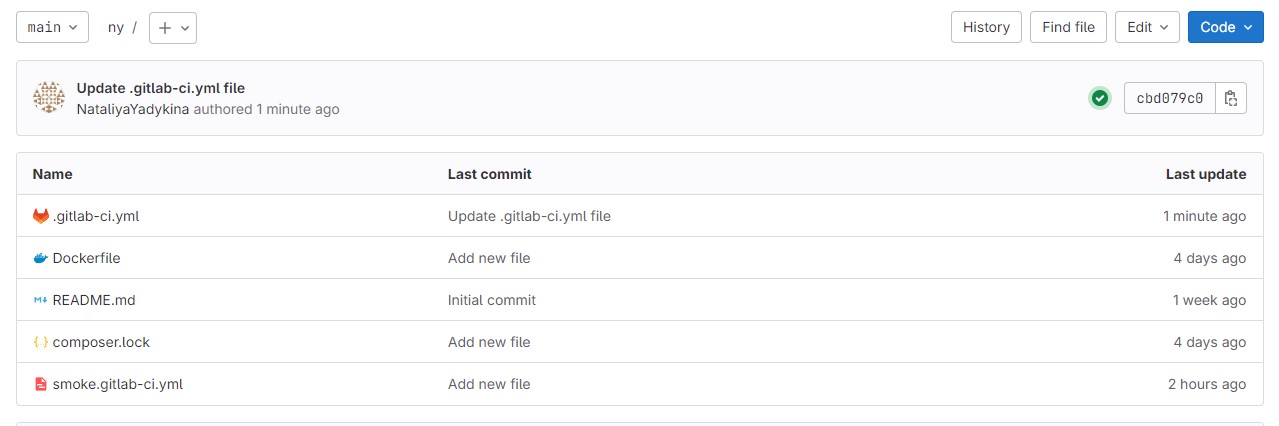 main ny / + History Find file Edit Code
Update .gitlab-ci.yml file
NataliyaYadykina authored 1 minute ago
cbd079c0
Name Last commit Last update
.gitlab-ci.yml Update .gitlab-ci.yml file 1 minute ago
Dockerfile Add new file 4 days ago
README.md Initial commit 1 week ago
composer.lock Add new file 4 days ago
smoke.gitlab-ci.yml Add new file 2 hours ago